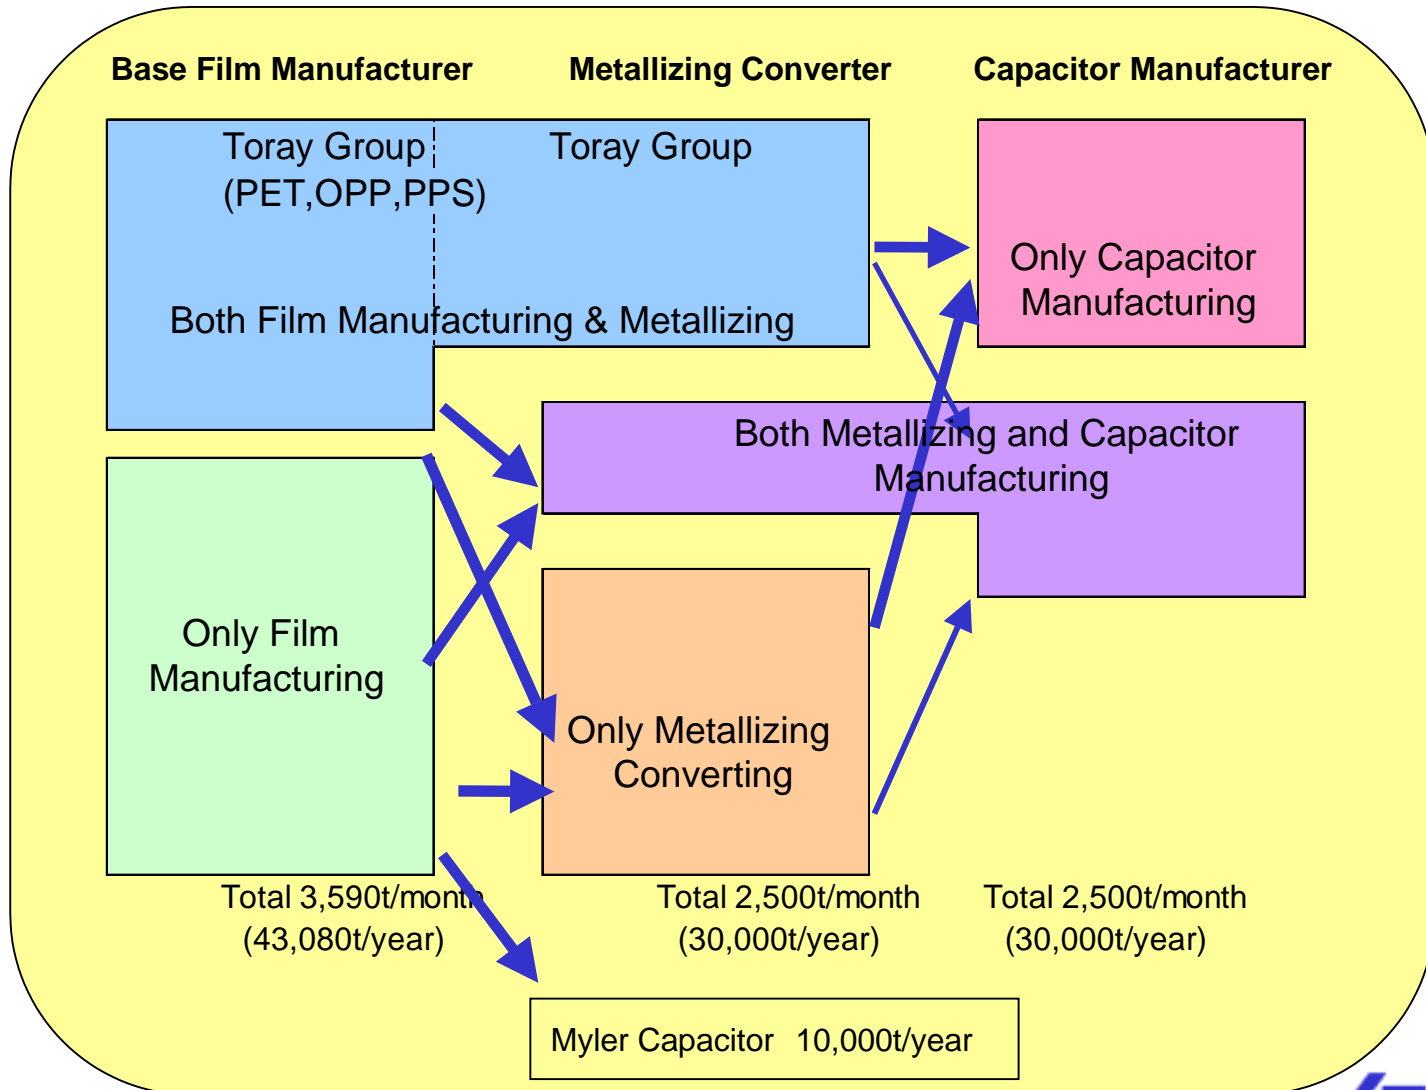 Base Film Manufacturer
Metallizing Converter
Capacitor Manufacturer
Toray Group
(PET,OPP,PPS)
Toray Group
Both Film Manufacturing & Metallizing
Only Capacitor
Manufacturing
Both Metallizing and Capacitor
Manufacturing
Only Film
Manufacturing
Only Metallizing
Converting
Total 3,590t/month
(43,080t/year)
Total 2,500t/month
(30,000t/year)
Total 2,500t/month
(30,000t/year)
Myler Capacitor 10,000t/year